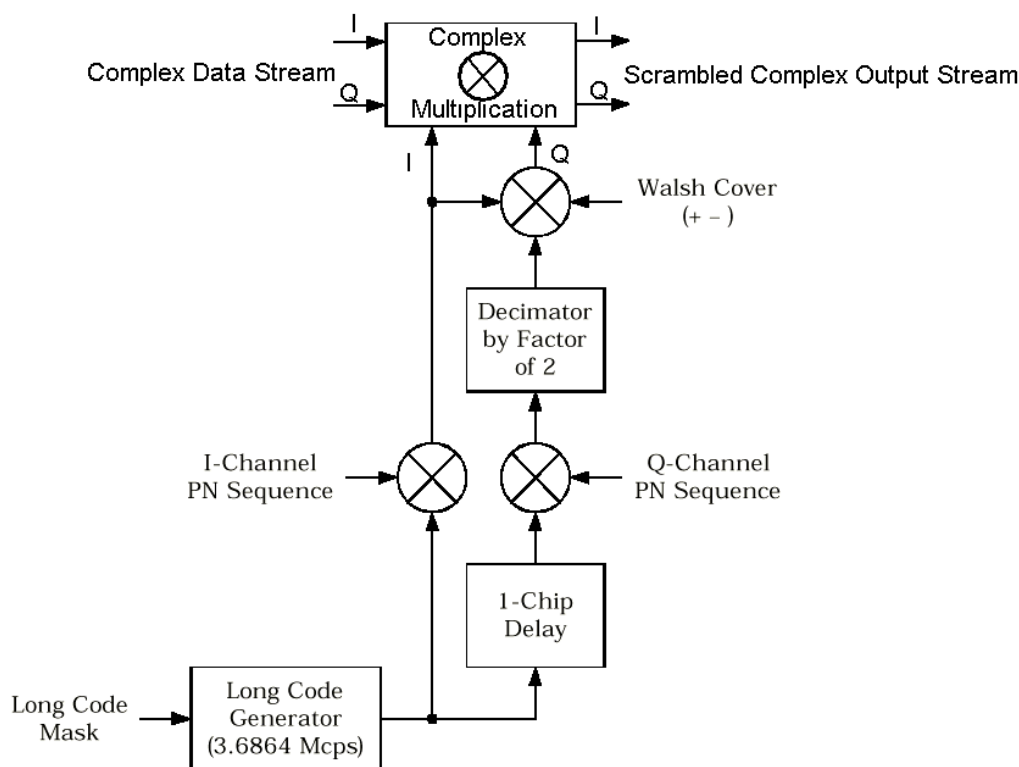 I
I
Complex
Complex Data Stream
Scrambled Complex Output Stream
Q
Q
Multiplication
I
Q
Walsh Cover
(+ – )
Decimator
by Factor
of 2
I-Channel
PN Sequence
Q-Channel
PN Sequence
1-Chip
Delay
Long Code
Mask
Long Code
Generator
(3.6864 Mcps)